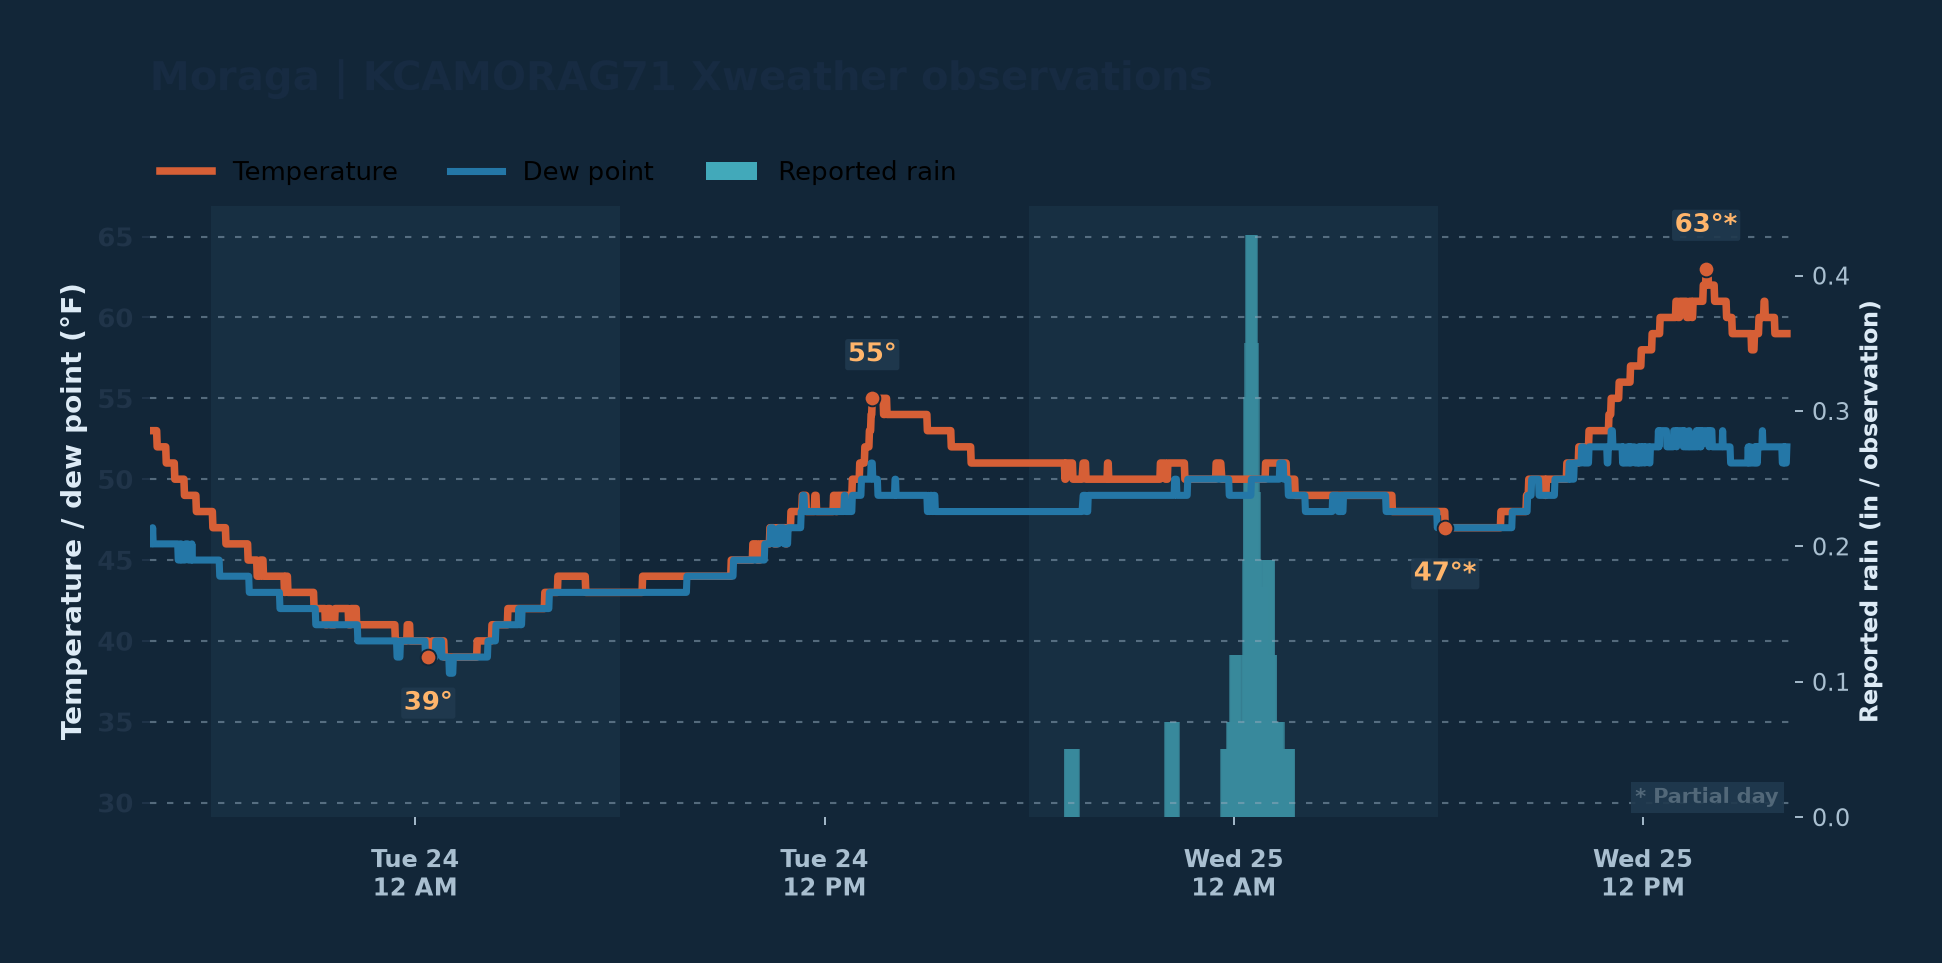 Moraga | KCAMORAG71 Xweather observations
Temperature
Dew point
Reported rain
Temperature / dew point (°F)
65
60
55
50
45
40
35
30
63°*
55°
47°*
39°
* Partial day
0.4
0.3
0.2
0.1
0.0
Reported rain (in / observation)
Tue 24
12 AM
Tue 24
12 PM
Wed 25
12 AM
Wed 25
12 PM